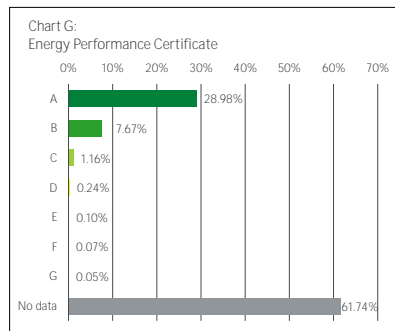 Chart G:
Energy Performance Certificate
0% 10% 20% 30% 40% 50% 60% 70%
A 28.98%
B 7.67%
C 1.16%
D 0.24%
E 0.10%
F 0.07%
G 0.05%
No data 61.74%